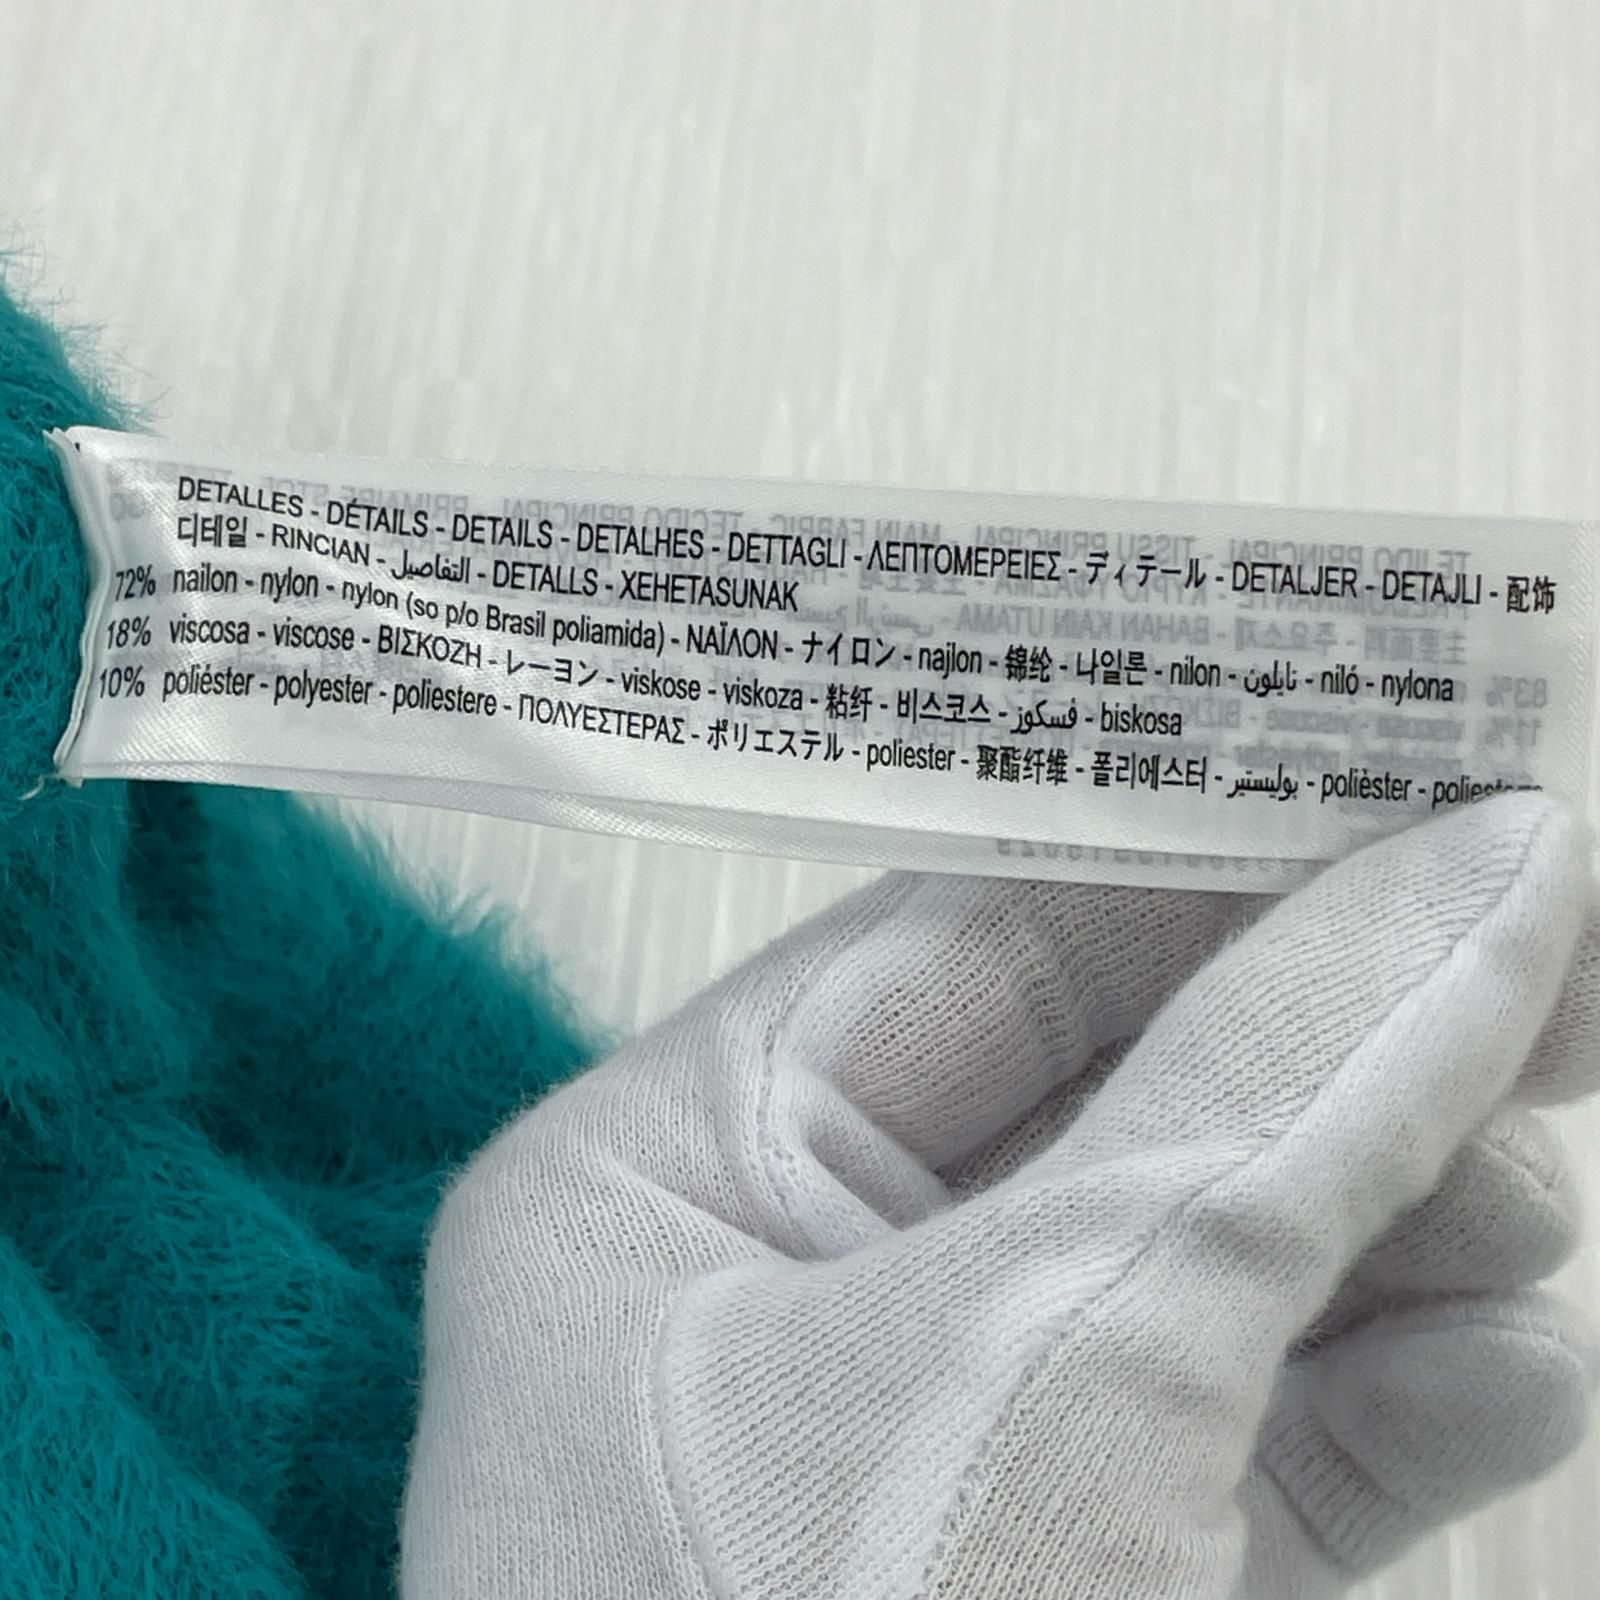 DETALLES - DÉTAILS - DETAILS - DETALHES - DETTAGLI - ΛΕΠΤΟΜΕΡΕΙΕΣ - ディテール - DETALJER - DETAJLI - 配饰
디테일 - RINCIAN - التفاصيل - DETALLS - XEHETASUNAK
72% nailon - nylon - nylon (so p/o Brasil poliamida) - ΝΑΪΛΟΝ - ナイロン - najlon - 锦纶 - 나일론 - nilon - نايلون - niló - nylona
18% viscosa - viscose - ΒΙΣΚΟΖΗ - レーヨン - viskose - viskoza - 粘纤 - 비스코스 - فسكوز - biskosa
10% poliéster - polyester - poliestere - ΠΟΛΥΕΣΤΕΡΑΣ - ポリエステル - poliester - 聚酯纤维 - 폴리에스터 - بوليستير - polièster